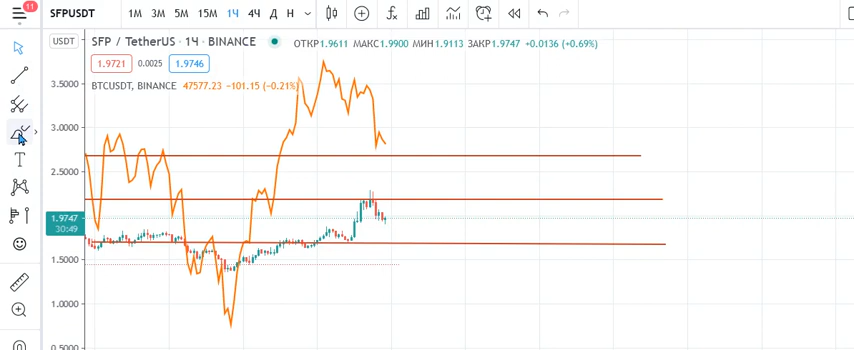 11
SFPUSDT 1М 3М 5М 15М 1Ч 4Ч Д Н
USDT SFP / TetherUS · 1Ч · BINANCE ОТКР1.9611 МАКС1.9900 МИН1.9113 ЗАКР1.9747 +0.0136 (+0.69%)
1.9721 0.0025 1.9746
BTCUSDT, BINANCE 47577.23 −101.15 (−0.21%)
3.5000
3.0000
2.5000
1.9747
30:49
1.5000
1.0000
0.5000